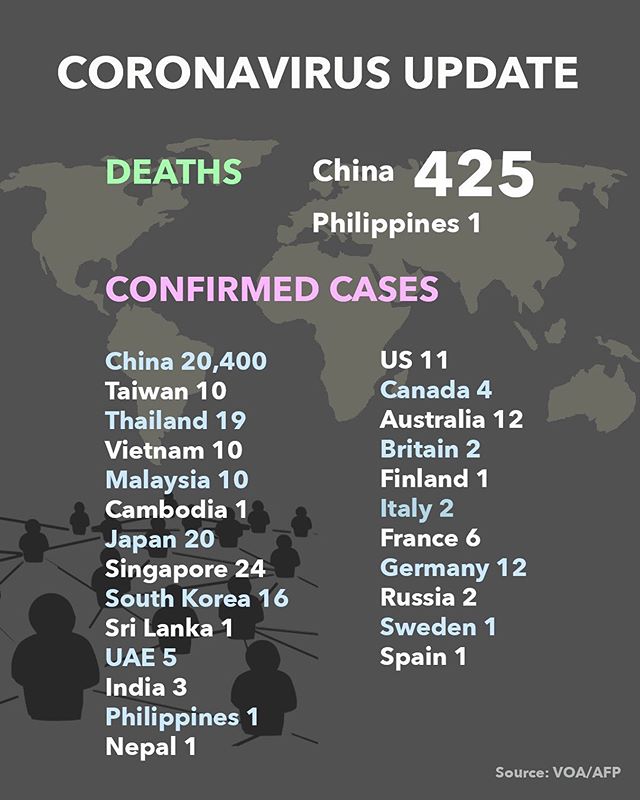 CORONAVIRUS UPDATE
DEATHS
China 425
Philippines 1
CONFIRMED CASES
China 20,400
Taiwan 10
Thailand 19
Vietnam 10
Malaysia 10
Cambodia 1
Japan 20
Singapore 24
South Korea 16
Sri Lanka 1
UAE 5
India 3
Philippines 1
Nepal 1
US 11
Canada 4
Australia 12
Britain 2
Finland 1
Italy 2
France 6
Germany 12
Russia 2
Sweden 1
Spain 1
Source: VOA/AFP